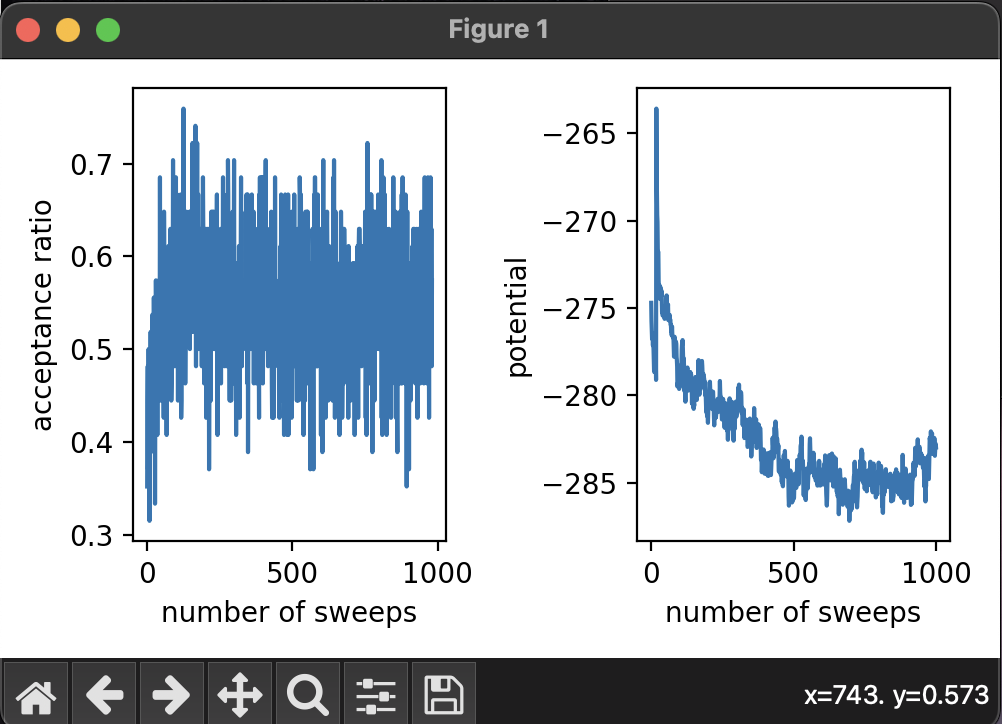 Figure 1
0.7
0.6
0.5
0.4
0.3
acceptance ratio
0
500
1000
number of sweeps
−265
−270
−275
−280
−285
potential
0
500
1000
number of sweeps
x=743. y=0.573